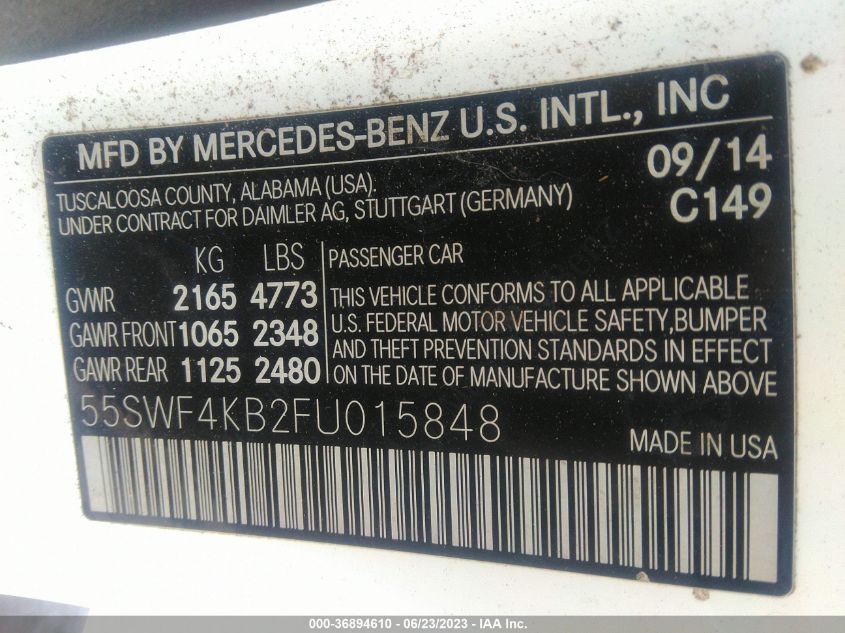 MFD BY MERCEDES-BENZ U.S. INTL., INC
TUSCALOOSA COUNTY, ALABAMA (USA).
UNDER CONTRACT FOR DAIMLER AG, STUTTGART (GERMANY)
09/14
C149
KG LBS
GVWR 2165 4773
GAWR FRONT 1065 2348
GAWR REAR 1125 2480
PASSENGER CAR
THIS VEHICLE CONFORMS TO ALL APPLICABLE
U.S. FEDERAL MOTOR VEHICLE SAFETY,BUMPER
AND THEFT PREVENTION STANDARDS IN EFFECT
ON THE DATE OF MANUFACTURE SHOWN ABOVE.
55SWF4KB2FU015848
MADE IN USA
000-36894610 - 06/23/2023 - IAA Inc.